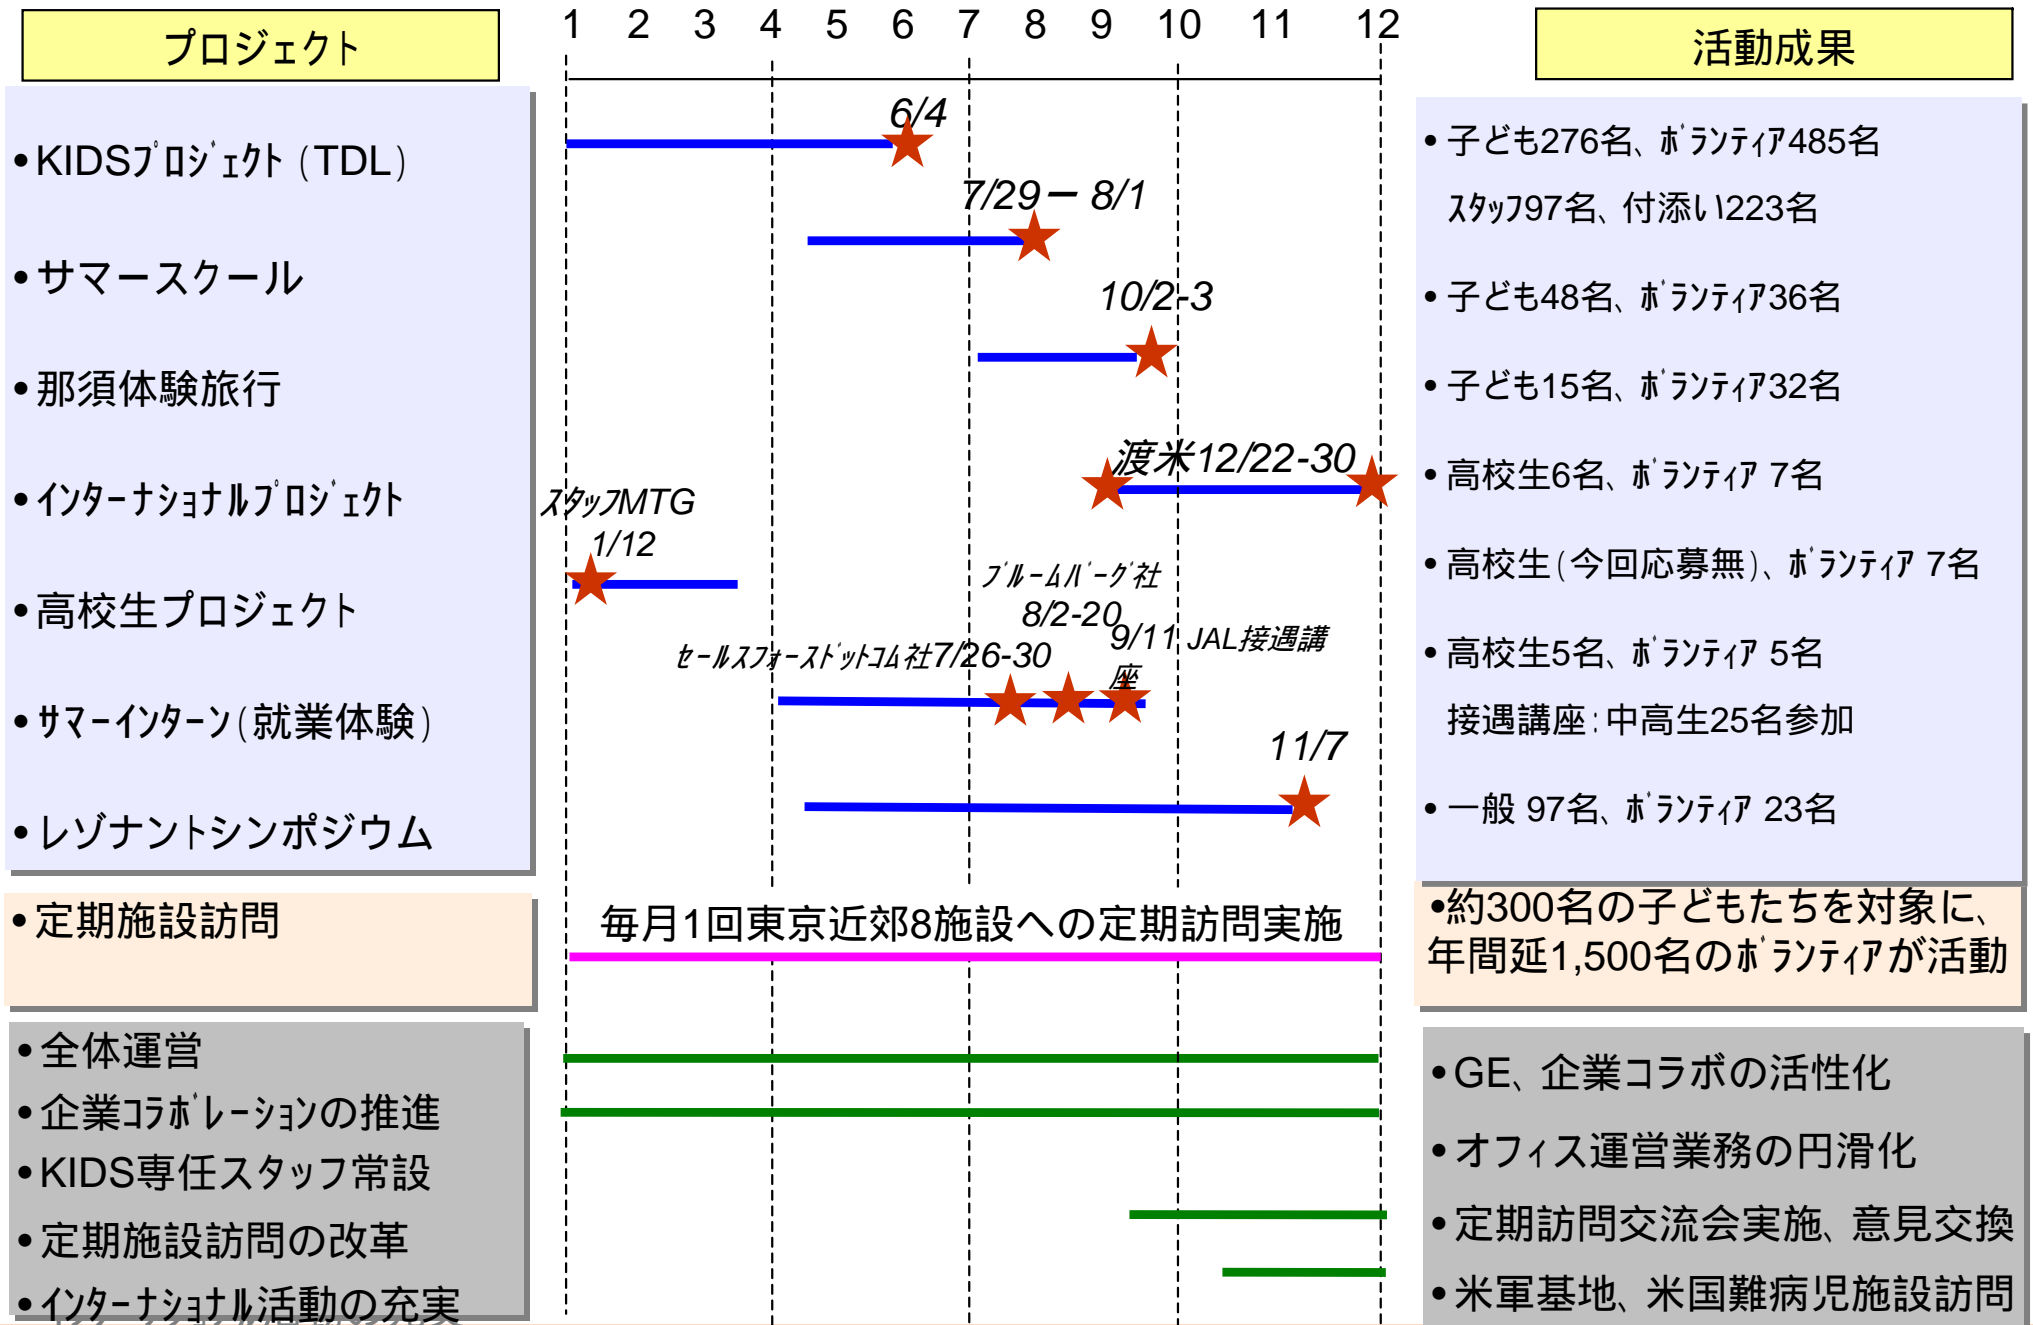 プロジェクト
1 2 3 4 5 6 7 8 9 10 11 12
活動成果
•KIDSプロジェクト(TDL)
•サマースクール
•那須体験旅行
•インターナショナルプロジェクト
•高校生プロジェクト
•サマーインターン(就業体験)
•レゾナントシンポジウム
6/4
7/29ー 8/1
10/2-3
渡米12/22-30
スタッフMTG
1/12
ブルームバーグ社
8/2-20
セールスフォースドットコム社7/26-30
9/11 JAL接遇講
座
11/7
•子ども276名、ボランティア485名
スタッフ97名、付添い223名
•子ども48名、ボランティア36名
•子ども15名、ボランティア32名
•高校生6名、ボランティア 7名
•高校生(今回応募無)、ボランティア 7名
•高校生5名、ボランティア 5名
接遇講座:中高生25名参加
•一般 97名、ボランティア 23名
•定期施設訪問
毎月1回東京近郊8施設への定期訪問実施
•約300名の子どもたちを対象に、
年間延1,500名のボランティアが活動
•全体運営
•企業コラボレーションの推進
•KIDS専任スタッフ常設
•定期施設訪問の改革
•インターナショナル活動の充実
•GE、企業コラボの活性化
•オフィス運営業務の円滑化
•定期訪問交流会実施、意見交換
•米軍基地、米国難病児施設訪問